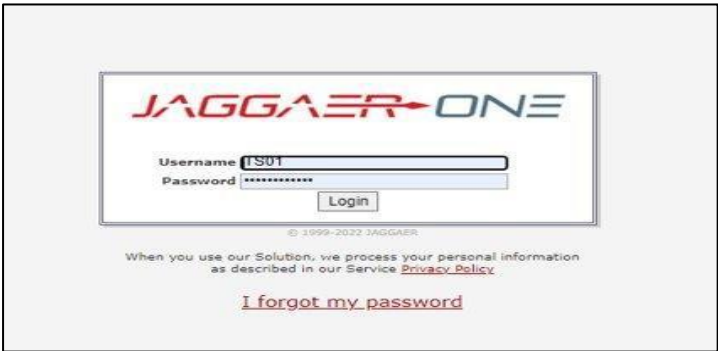 JAGGAER ONE
Username TS01
Password ••••••••••••
Login
© 1999-2022 JAGGAER
When you use our Solution, we process your personal information
as described in our Service Privacy Policy
I forgot my password